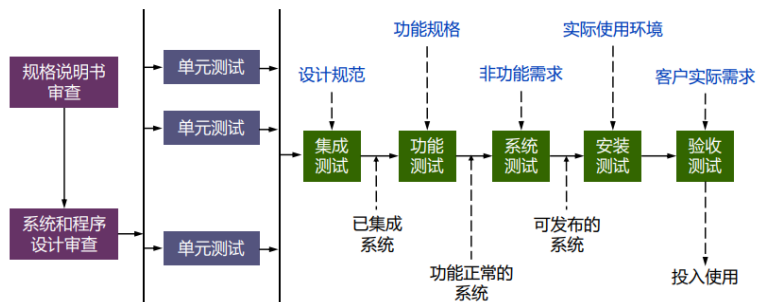 功能规格
实际使用环境
设计规范
非功能需求
客户实际需求
规格说明书
审查
单元测试
单元测试
集成
测试
功能
测试
系统
测试
安装
测试
验收
测试
系统和程序
设计审查
单元测试
已集成
系统
功能正常的
系统
可发布的
系统
投入使用